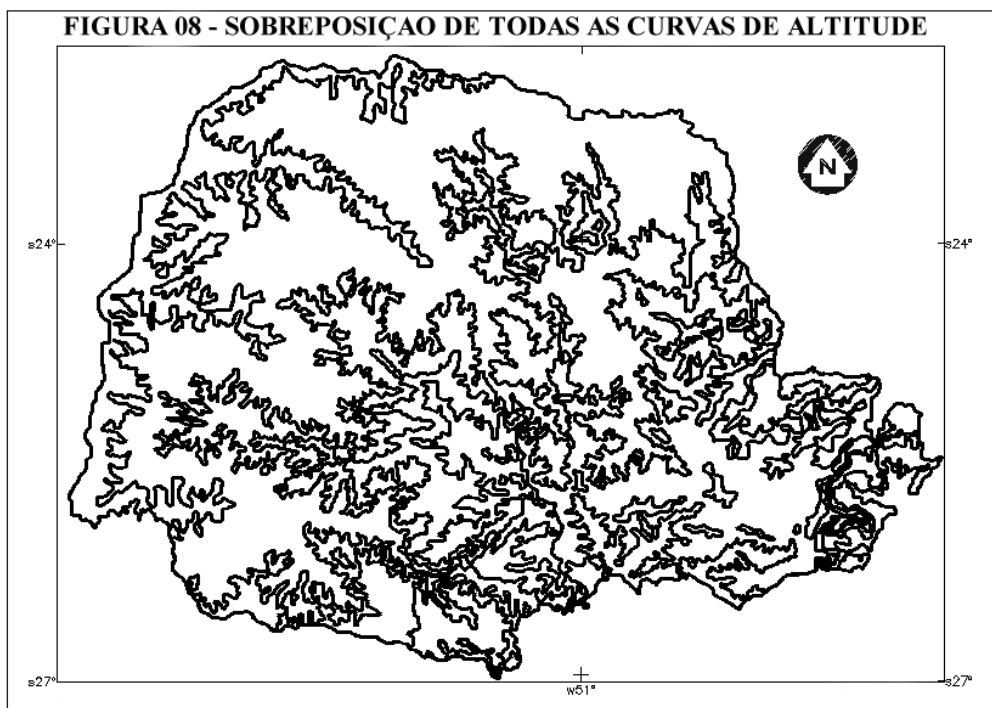 FIGURA 08 - SOBREPOSIÇAO DE TODAS AS CURVAS DE ALTITUDE
N
s24° s24°
s27° w51° s27°